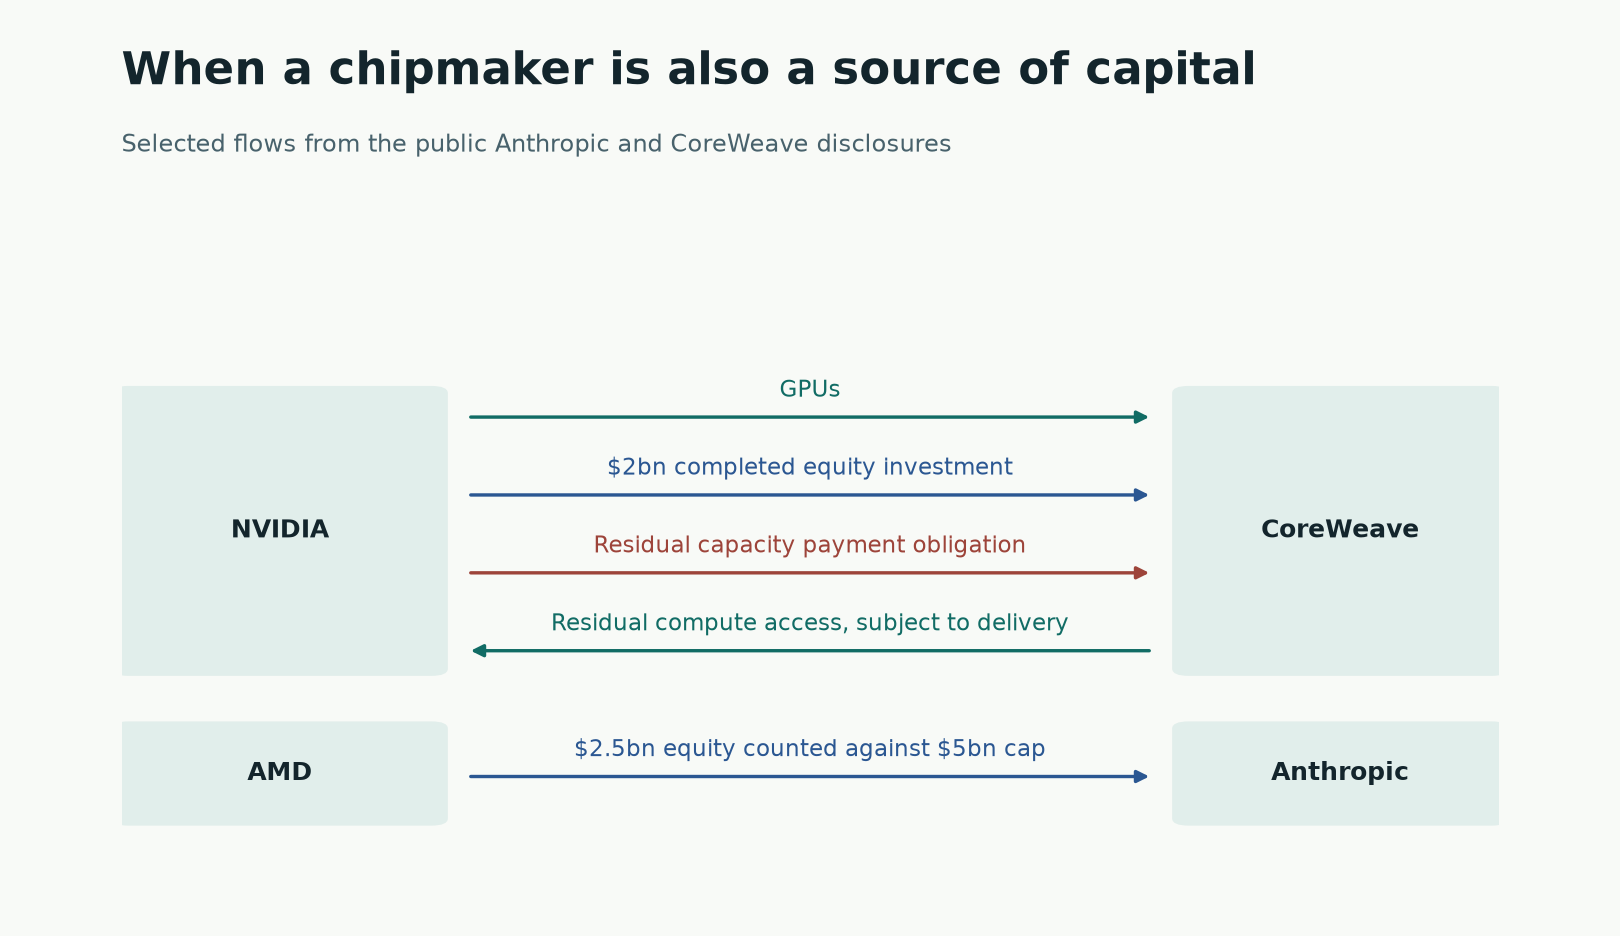 When a chipmaker is also a source of capital
Selected flows from the public Anthropic and CoreWeave disclosures
GPUs
$2bn completed equity investment
NVIDIA
CoreWeave
Residual capacity payment obligation
Residual compute access, subject to delivery
$2.5bn equity counted against $5bn cap
AMD
Anthropic